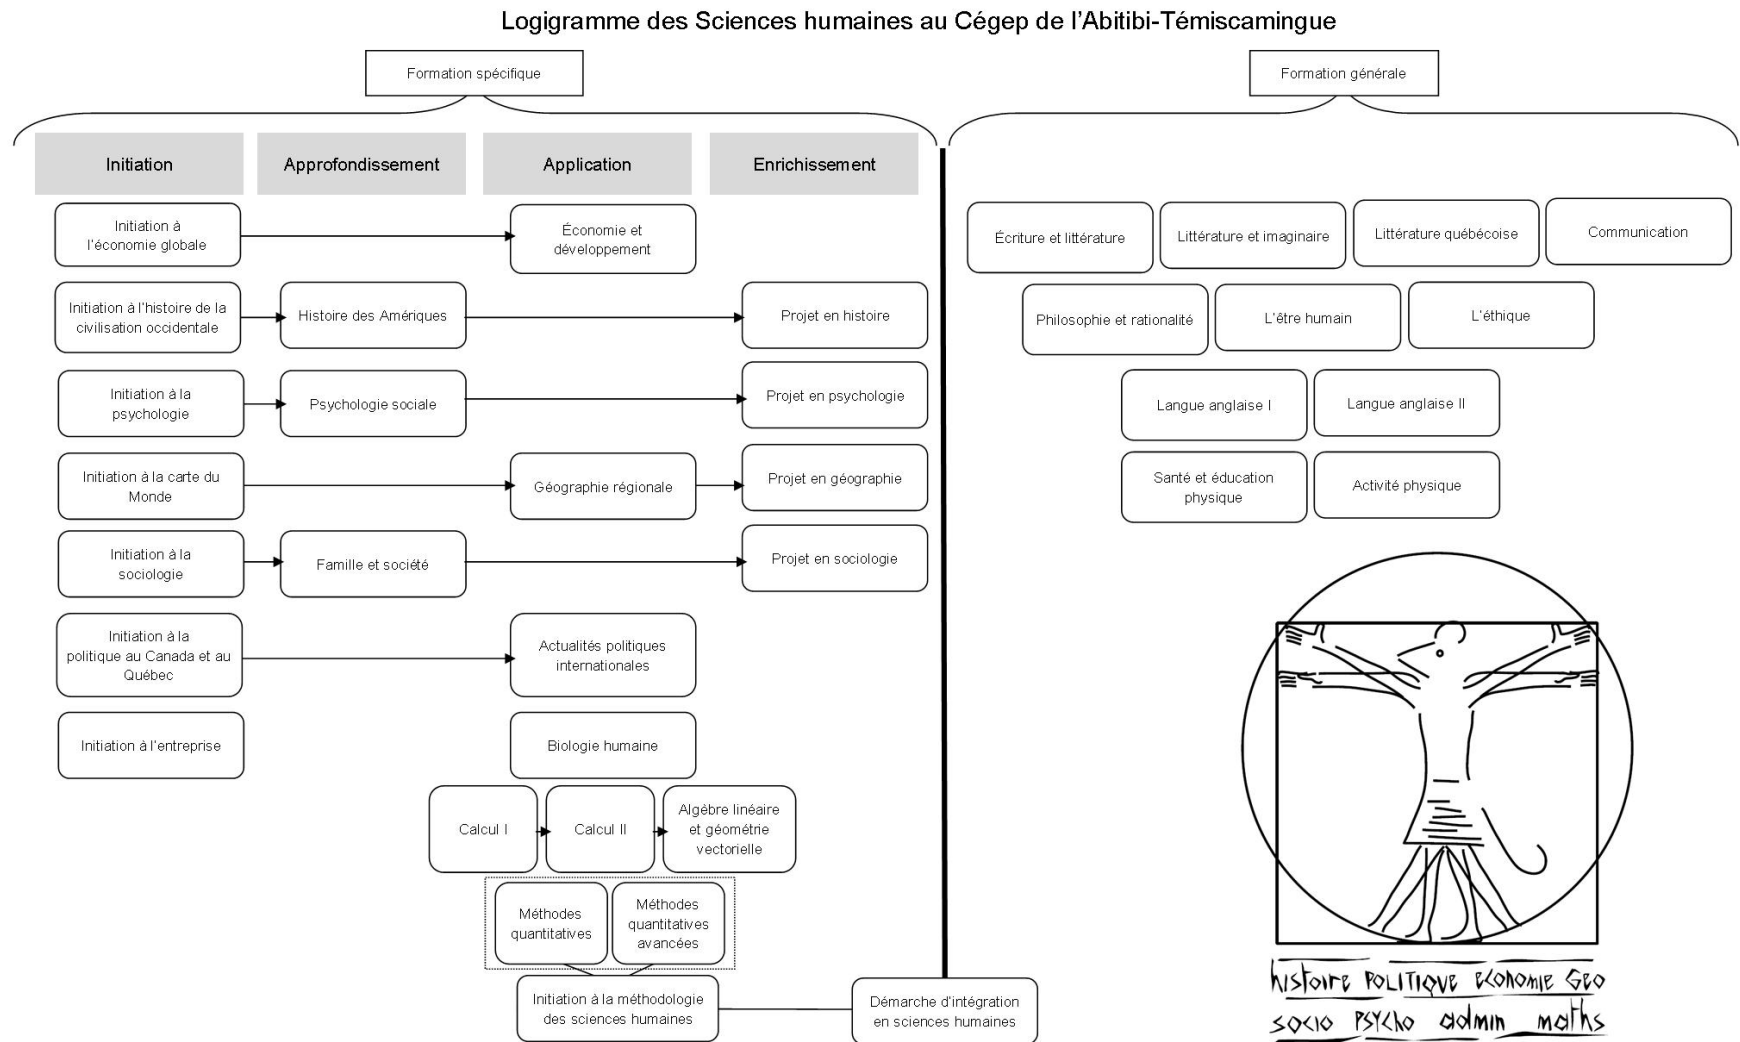 Logigramme des Sciences humaines au Cégep de l'Abitibi-Témiscamingue
Formation spécifique
Formation générale
Initiation
Approfondissement
Application
Enrichissement
Initiation à
l'économie globale
Économie et
développement
Initiation à l'histoire de la
civilisation occidentale
Histoire des Amériques
Projet en histoire
Initiation à la
psychologie
Psychologie sociale
Projet en psychologie
Initiation à la carte du
Monde
Géographie régionale
Projet en géographie
Initiation à la
sociologie
Famille et société
Projet en sociologie
Initiation à la
politique au Canada et au
Québec
Actualités politiques
internationales
Initiation à l'entreprise
Biologie humaine
Calcul I
Calcul II
Algèbre linéaire
et géométrie
vectorielle
Méthodes
quantitatives
Méthodes
quantitatives
avancées
Initiation à la méthodologie
des sciences humaines
Démarche d'intégration
en sciences humaines
Écriture et littérature
Littérature et imaginaire
Littérature québécoise
Communication
Philosophie et rationalité
L'être humain
L'éthique
Langue anglaise I
Langue anglaise II
Santé et éducation
physique
Activité physique
histoire POLITIQUE ECONOMIE GEO
SOCIO PSYCHO admin maths